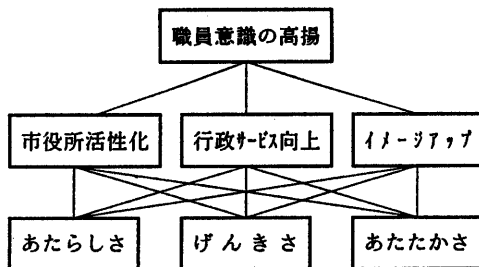 職員意識の高揚
市役所活性化
行政サービス向上
イメージアップ
あたらしさ
げんきさ
あたたかさ